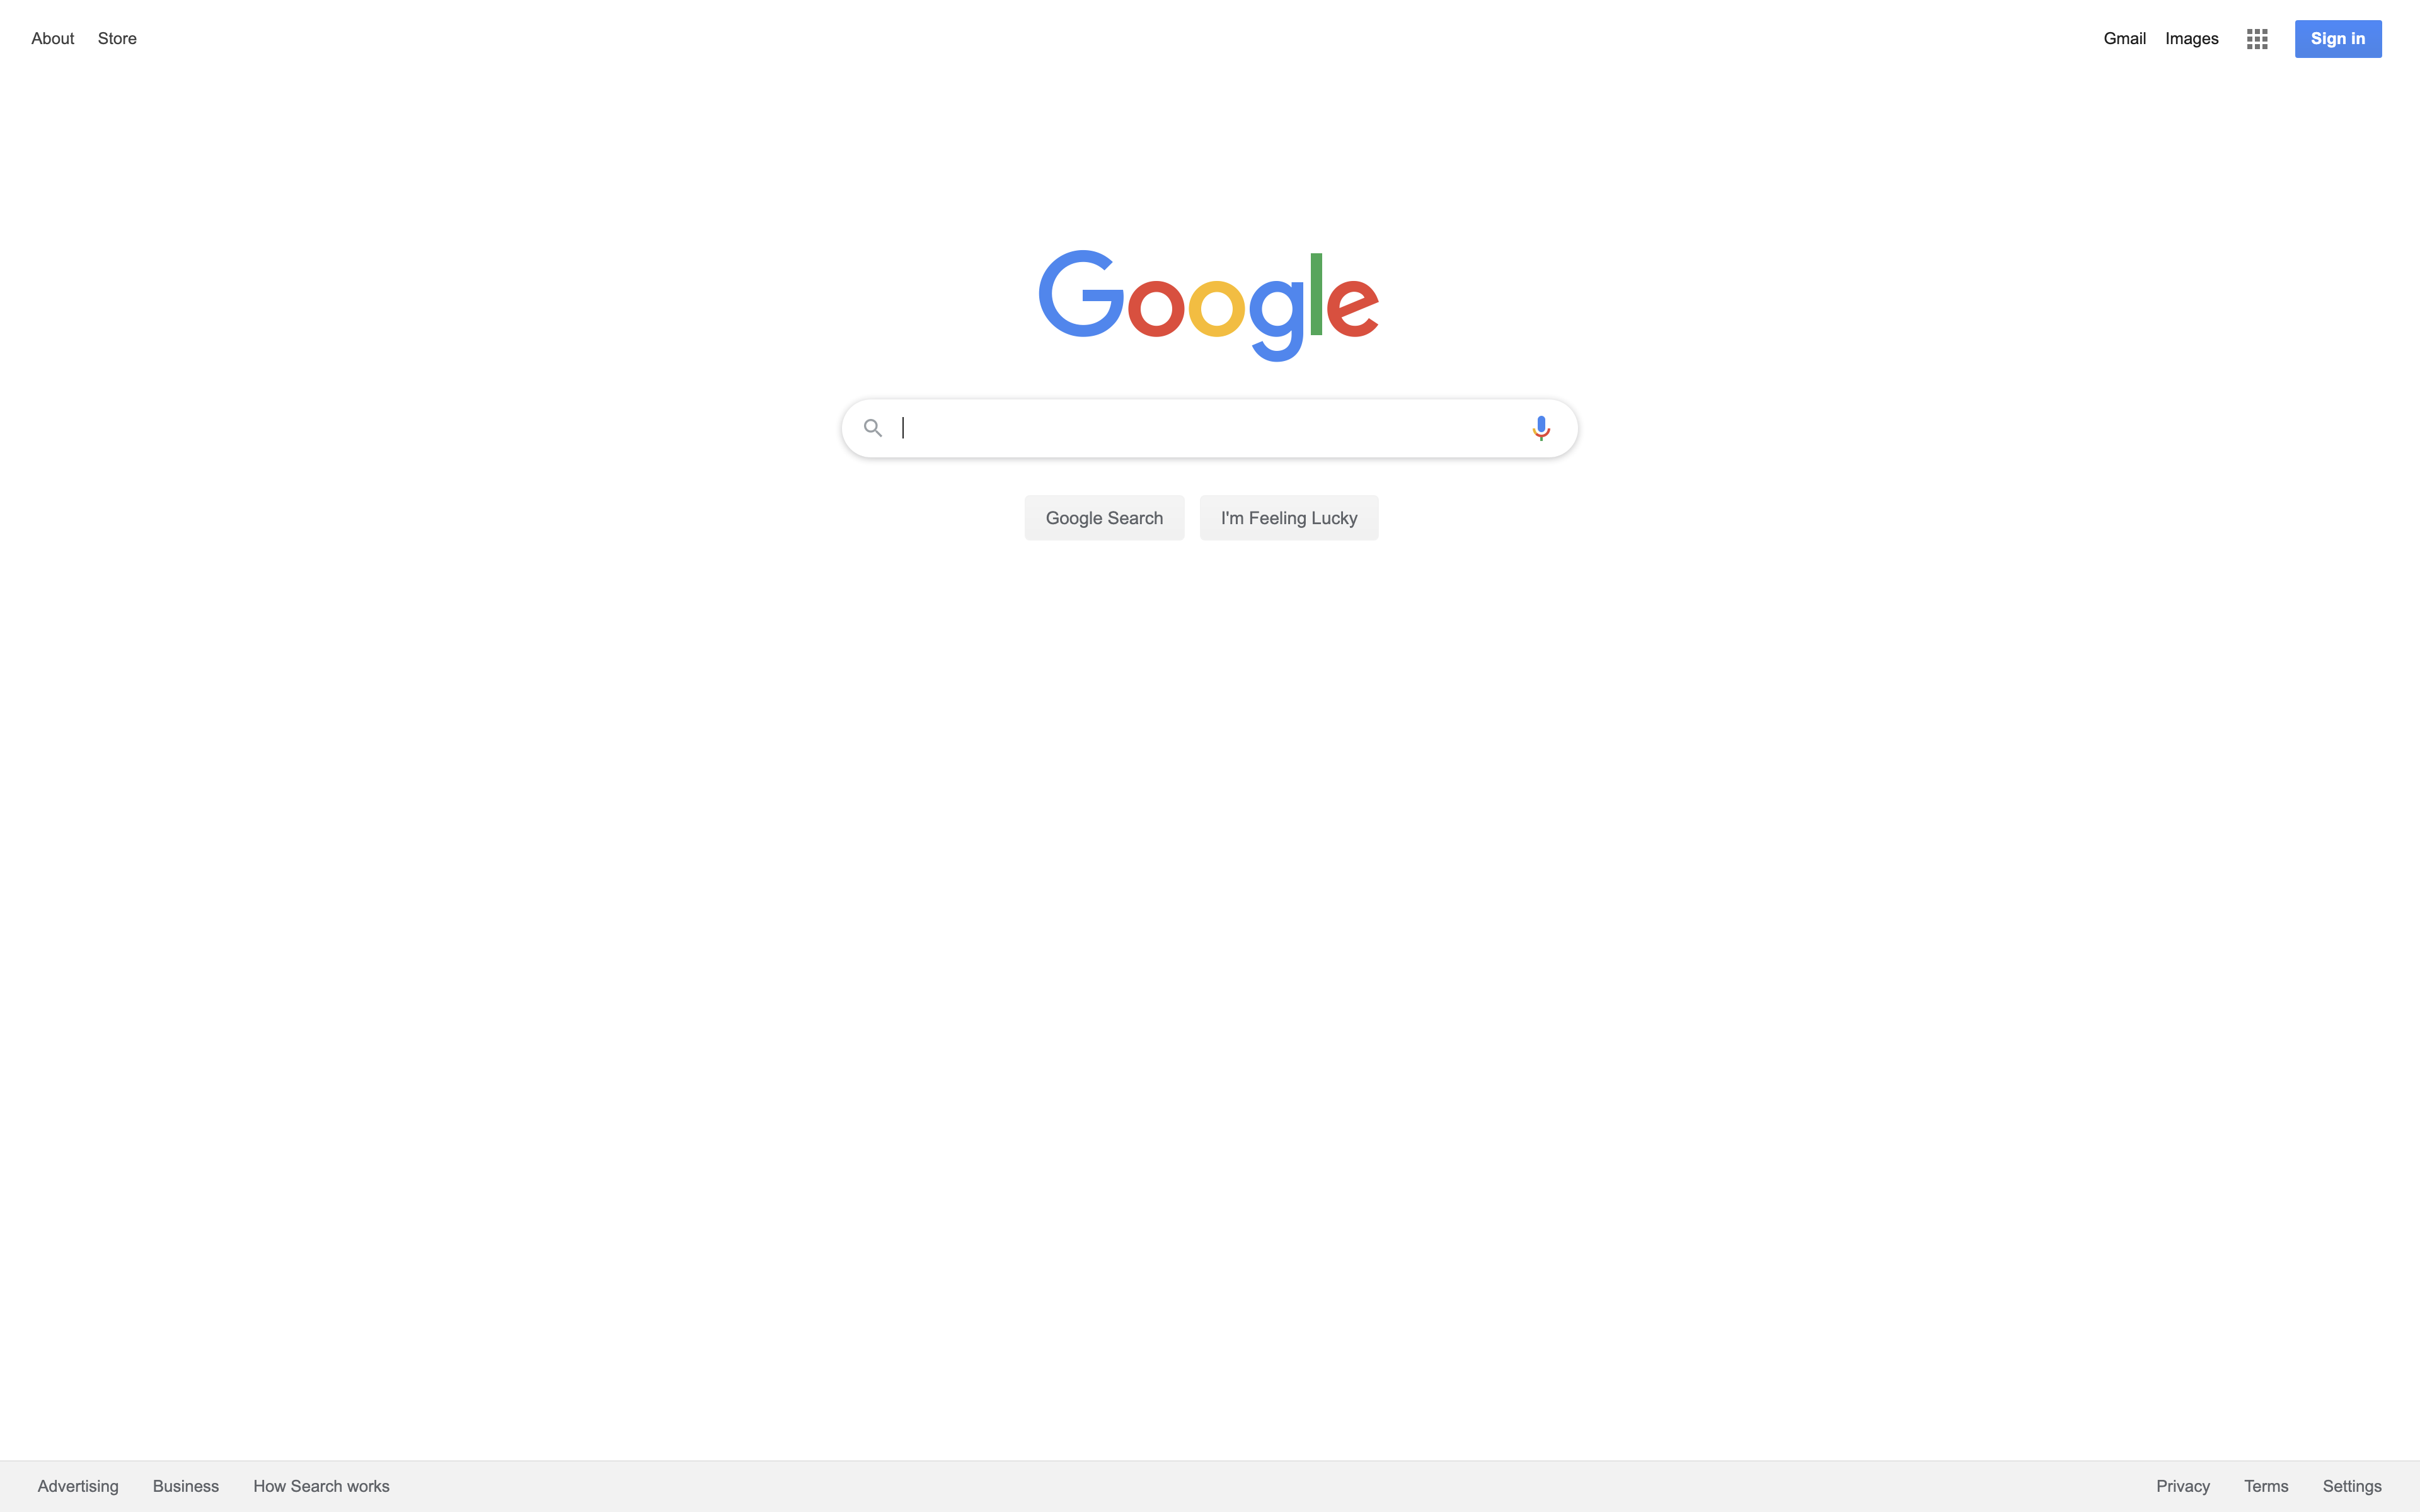 About Store Gmail Images Sign in
Google
Google Search I'm Feeling Lucky
Advertising Business How Search works Privacy Terms Settings